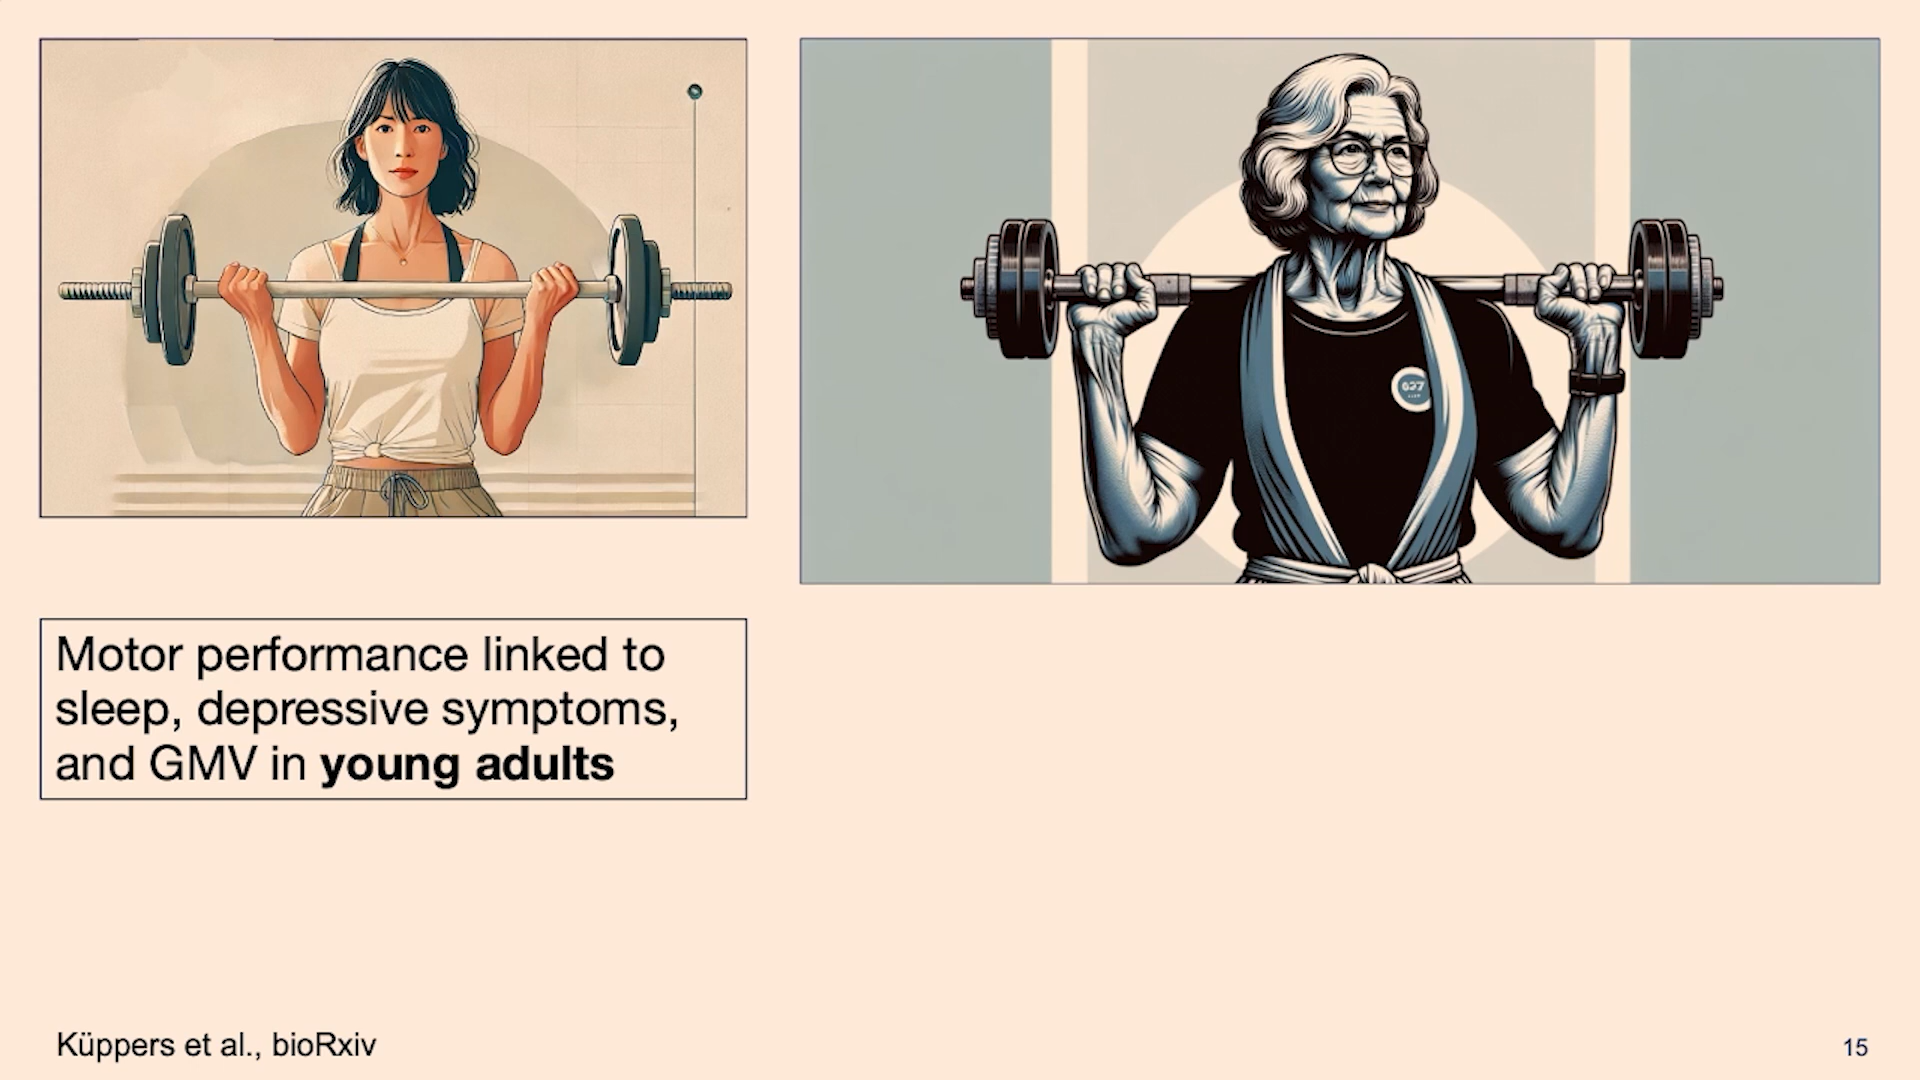 Motor performance linked to
sleep, depressive symptoms,
and GMV in young adults
Küppers et al., bioRxiv
15